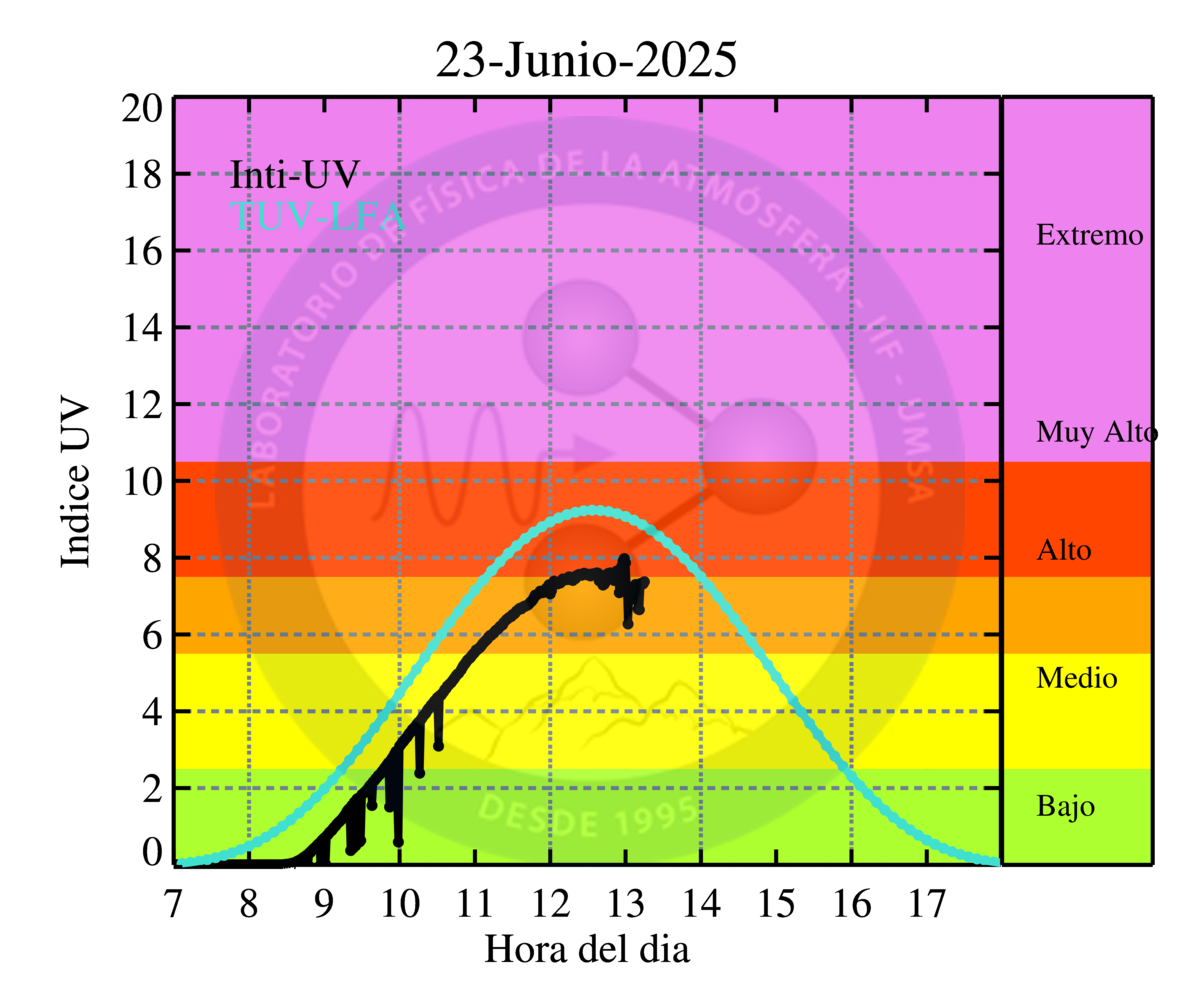 23-Junio-2025
20
18
16
14
12
10
8
6
4
2
0
Indice UV
Inti-UV
TUV-LFA
LABORATORIO DE FÍSICA DE LA ATMÓSFERA - IIF - UMSA
DESDE 1995
Extremo
Muy Alto
Alto
Medio
Bajo
7 8 9 10 11 12 13 14 15 16 17
Hora del dia